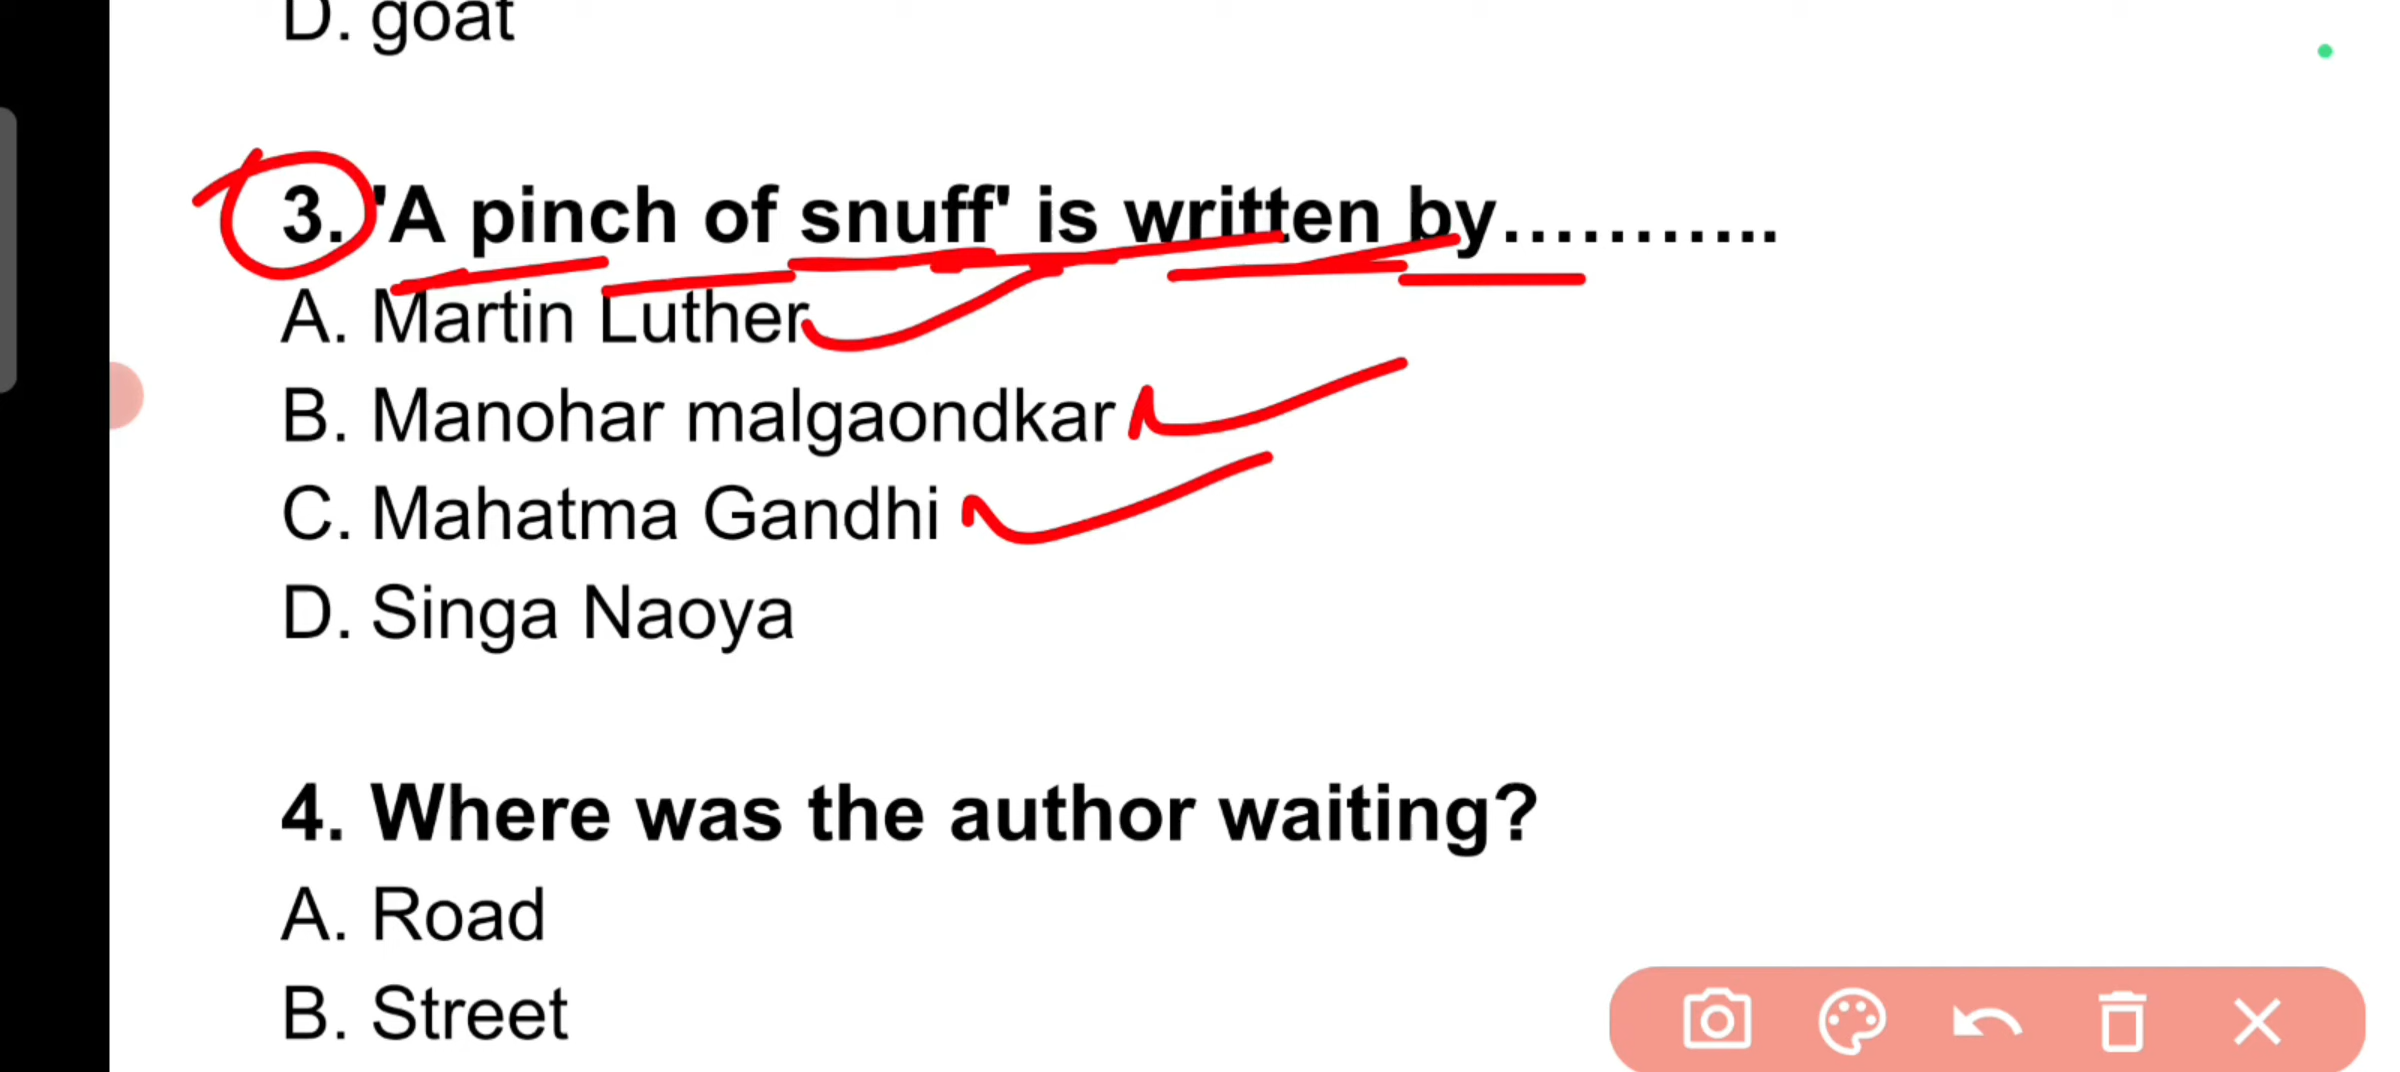 D. goat
3. 'A pinch of snuff' is written by...........
A. Martin Luther
B. Manohar malgaondkar
C. Mahatma Gandhi
D. Singa Naoya
4. Where was the author waiting?
A. Road
B. Street